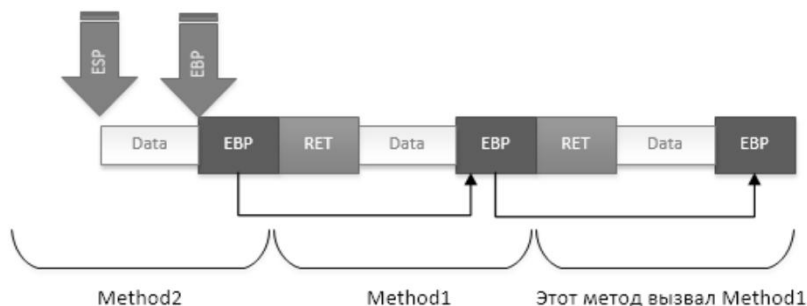 ESP EBP
Data EBP RET Data EBP RET Data EBP
Method2 Method1 Этот метод вызвал Method1